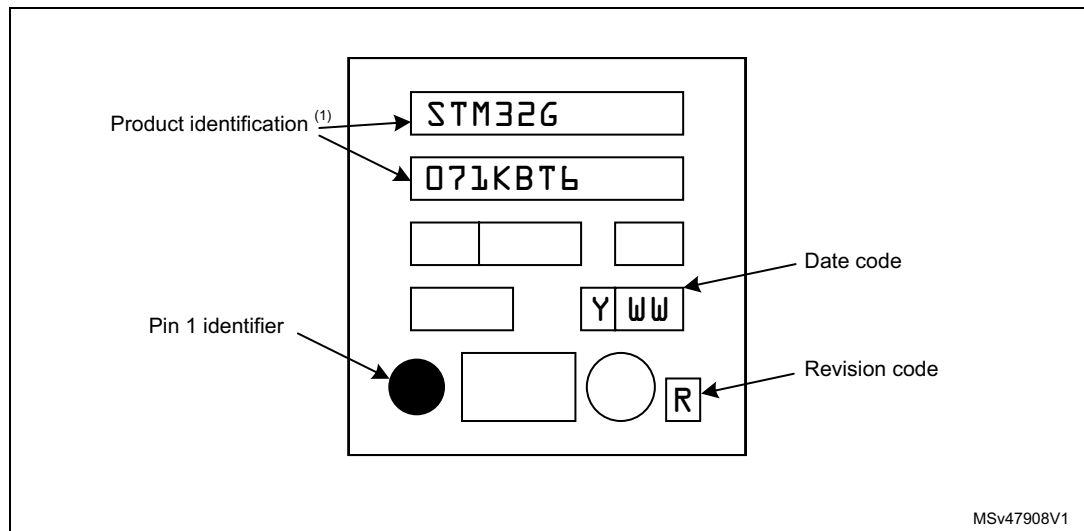 STM32G
Product identification (1)
071KBT6
Date code
Y WW
Pin 1 identifier
Revision code
R
MSv47908V1